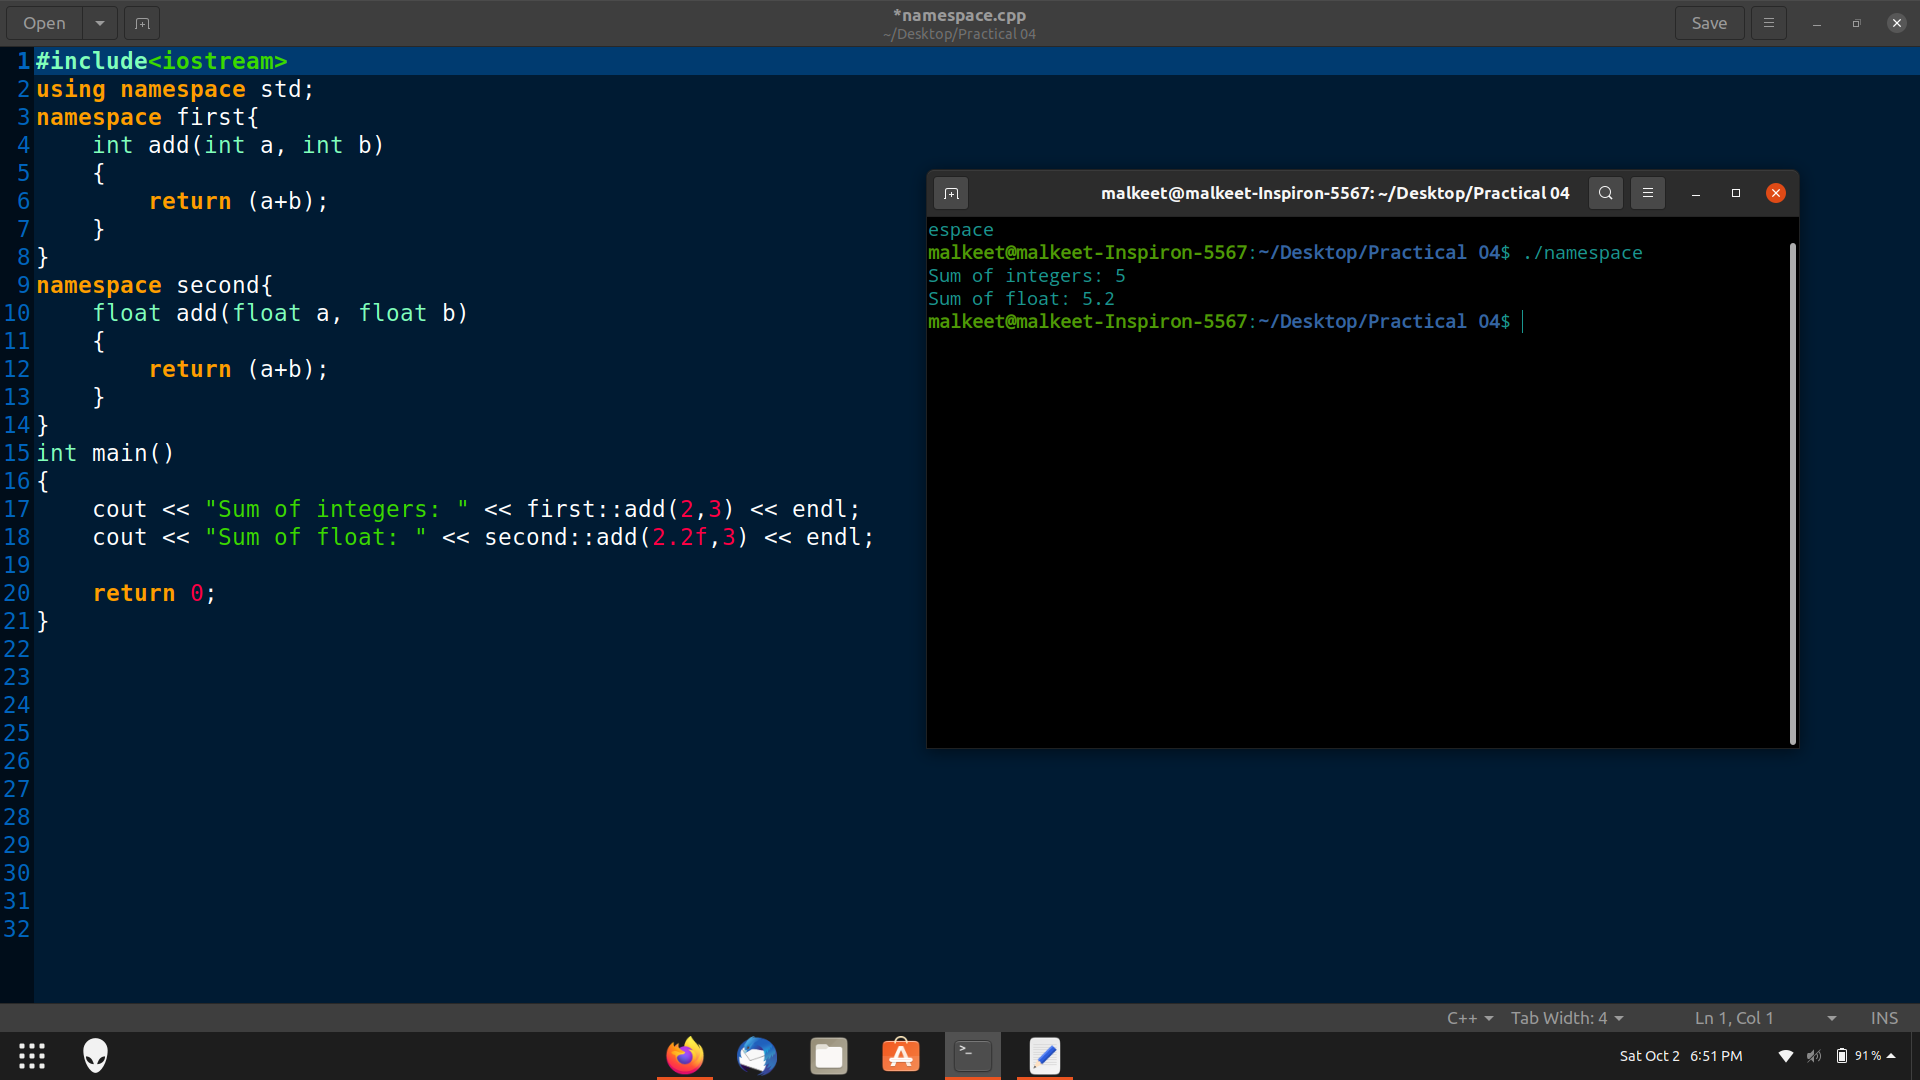 Open
*namespace.cpp
~/Desktop/Practical 04
Save
1 #include<iostream>
2 using namespace std;
3 namespace first{
4     int add(int a, int b)
5     {
6         return (a+b);
7     }
8 }
9 namespace second{
10     float add(float a, float b)
11     {
12         return (a+b);
13     }
14 }
15 int main()
16 {
17     cout << "Sum of integers: " << first::add(2,3) << endl;
18     cout << "Sum of float: " << second::add(2.2f,3) << endl;
19
20     return 0;
21 }
22
23
24
25
26
27
28
29
30
31
32
malkeet@malkeet-Inspiron-5567: ~/Desktop/Practical 04
espace
malkeet@malkeet-Inspiron-5567:~/Desktop/Practical 04$ ./namespace
Sum of integers: 5
Sum of float: 5.2
malkeet@malkeet-Inspiron-5567:~/Desktop/Practical 04$
C++ Tab Width: 4 Ln 1, Col 1 INS
Sat Oct 2 6:51 PM 91%